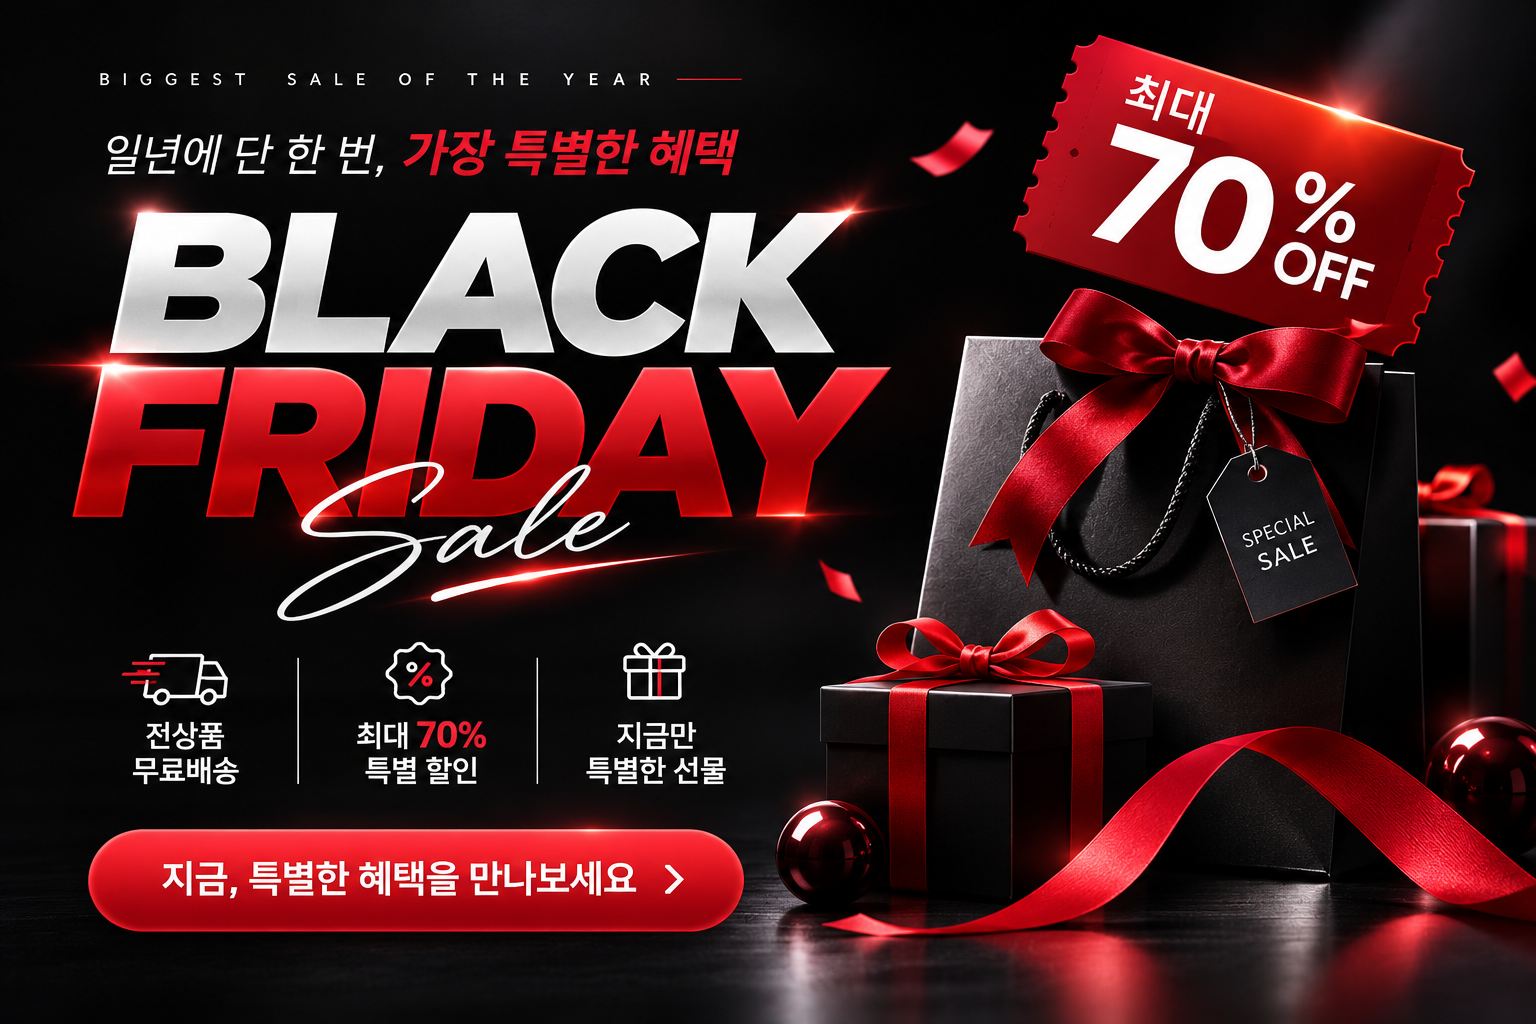 BIGGEST SALE OF THE YEAR
일년에 단 한 번, 가장 특별한 혜택
BLACK
FRIDAY
Sale
전상품
무료배송
최대 70%
특별 할인
지금만
특별한 선물
지금, 특별한 혜택을 만나보세요
최대
70%
OFF
SPECIAL
SALE